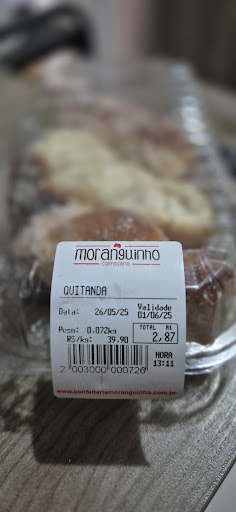 moranguinho
CONFEITARIA
QUITANDA
Data: 26/05/25 Validade 01/06/25
Peso: 0.072kg TOTAL R$
R$/kg: 39.90 2,87
HORA
13:11
2 003000 000726
www.confeitariamoranguinho.com.br